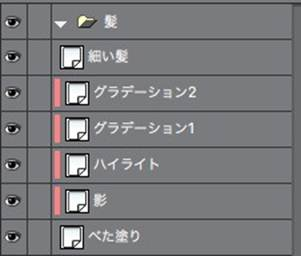 髪
細い髪
グラデーション2
グラデーション1
ハイライト
影
べた塗り